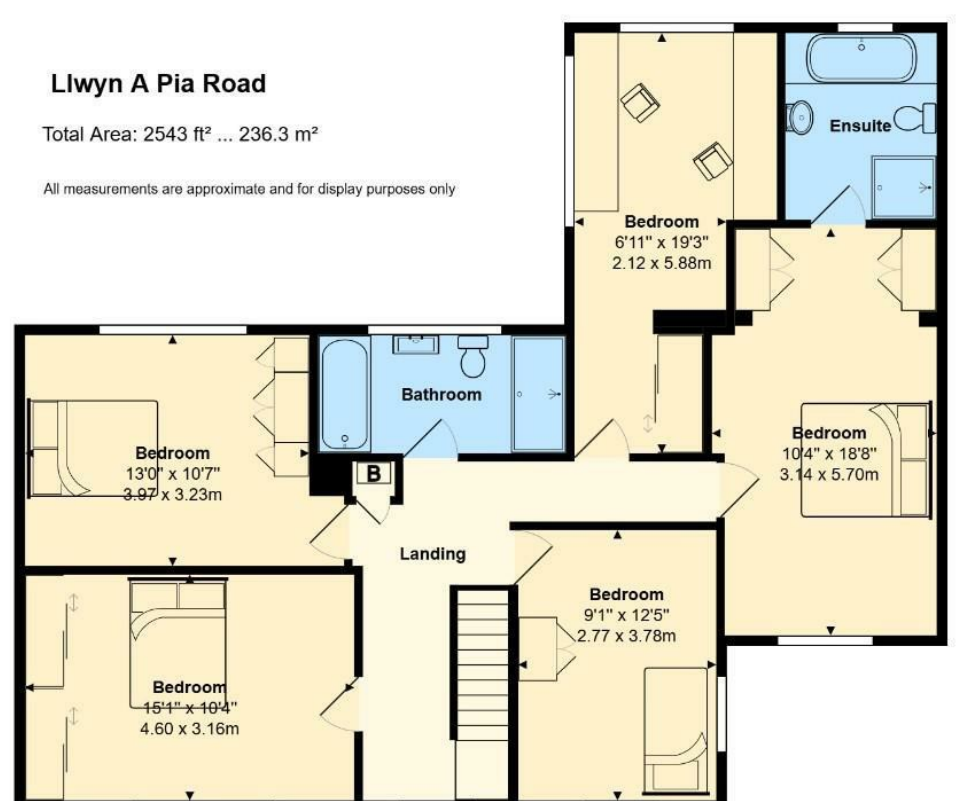 Llwyn A Pia Road
Total Area: 2543 ft² ... 236.3 m²
All measurements are approximate and for display purposes only
Ensuite
Bedroom
6'11" x 19'3"
2.12 x 5.88m
Bathroom
Bedroom
13'0" x 10'7"
3.97 x 3.23m
B
Bedroom
10'4" x 18'8"
3.14 x 5.70m
Landing
Bedroom
9'1" x 12'5"
2.77 x 3.78m
Bedroom
15'1" x 10'4"
4.60 x 3.16m